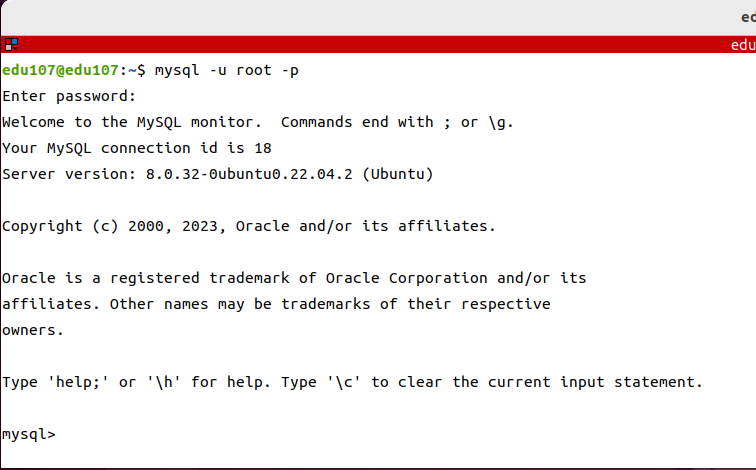 ed
edu
edu107@edu107:~$ mysql -u root -p
Enter password:
Welcome to the MySQL monitor.  Commands end with ; or \g.
Your MySQL connection id is 18
Server version: 8.0.32-0ubuntu0.22.04.2 (Ubuntu)
Copyright (c) 2000, 2023, Oracle and/or its affiliates.
Oracle is a registered trademark of Oracle Corporation and/or its
affiliates. Other names may be trademarks of their respective
owners.
Type 'help;' or '\h' for help. Type '\c' to clear the current input statement.
mysql>